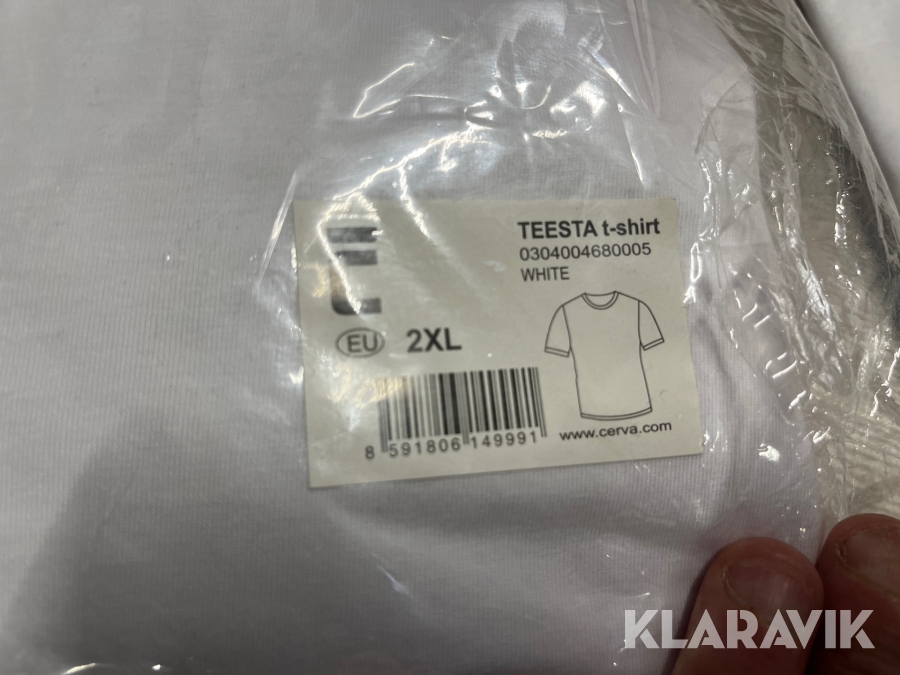 TEESTA t-shirt
0304004680005
WHITE
EU 2XL
8 591806 149991
www.cerva.com
KLARAVIK